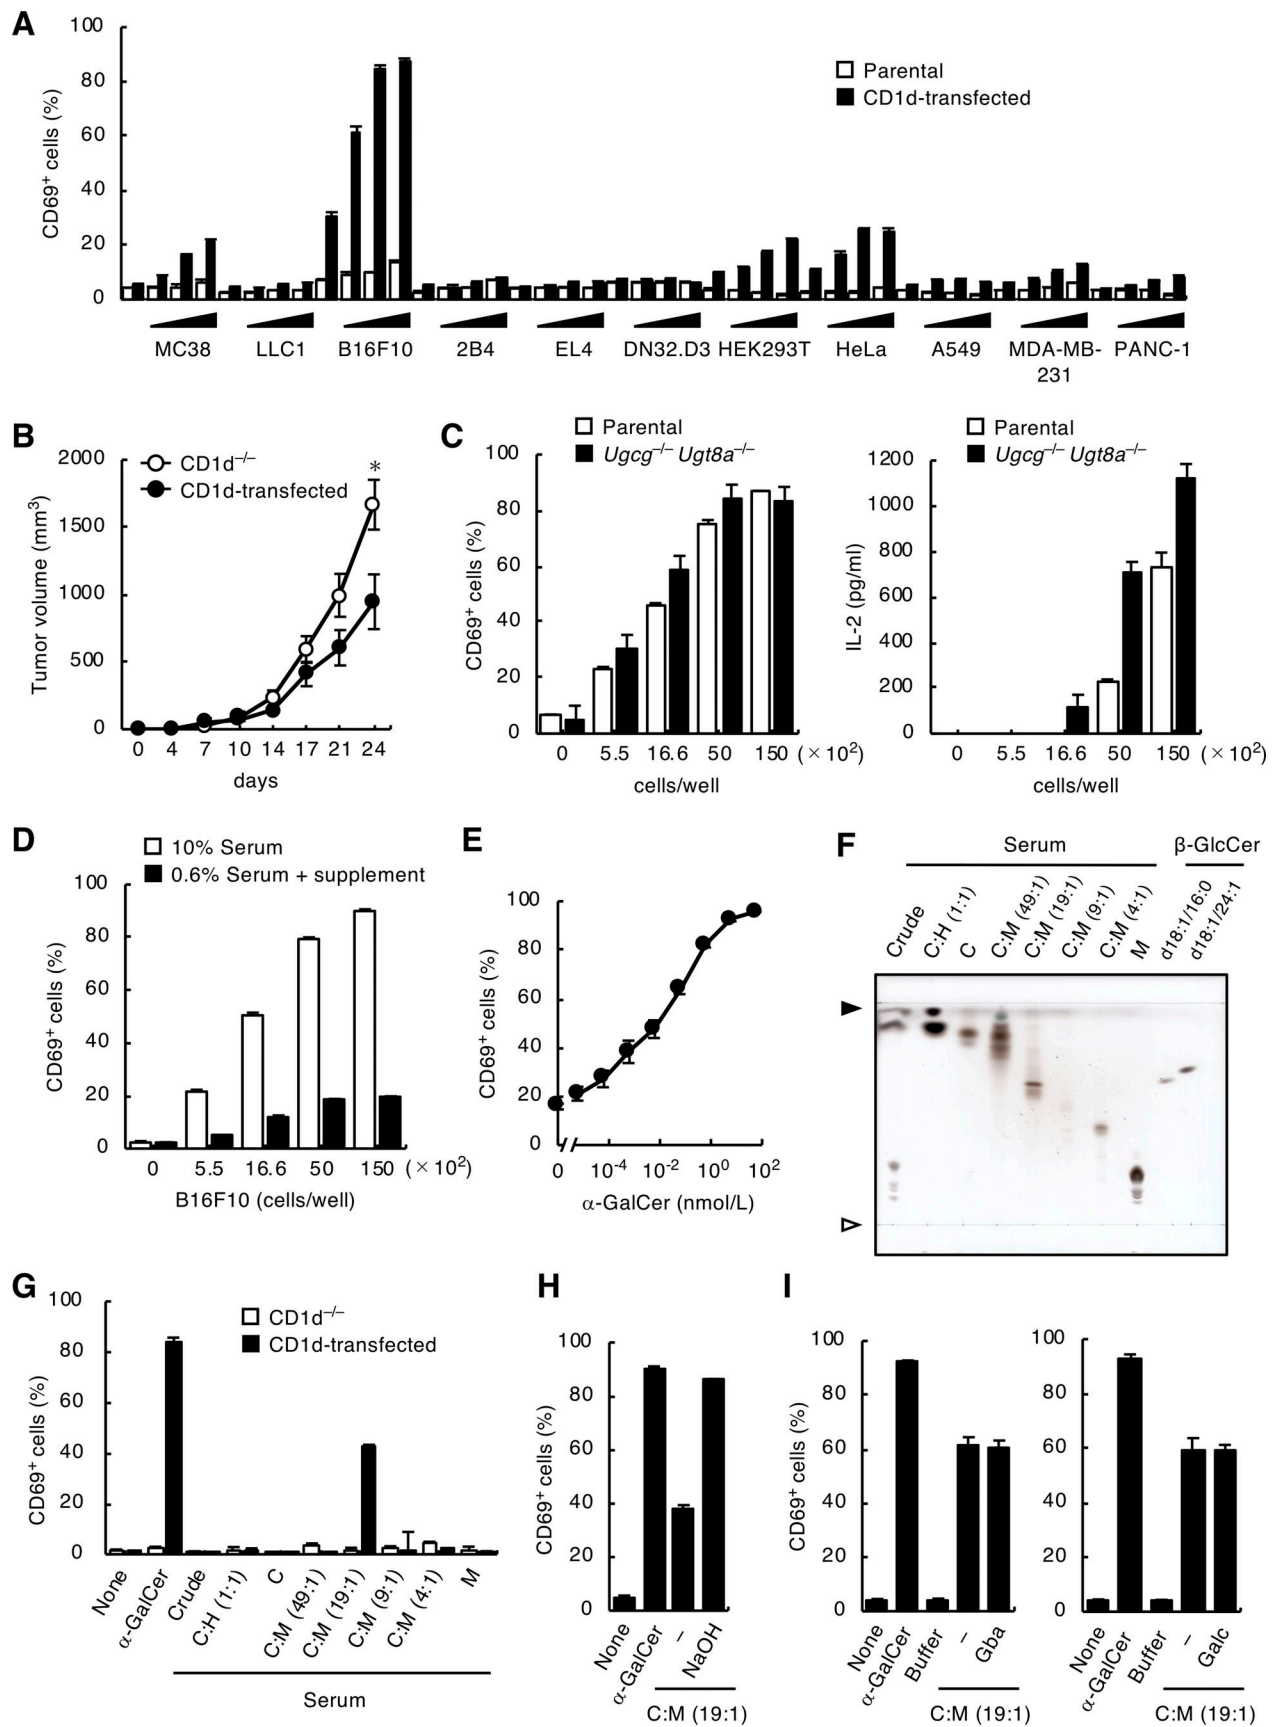 A
100
80
60
40
20
0
CD69+ cells (%)
Parental
CD1d-transfected
MC38 LLC1 B16F10 2B4 EL4 DN32.D3 HEK293T HeLa A549 MDA-MB-231 PANC-1
B
2000
1500
1000
500
0
Tumor volume (mm3)
CD1d–/–
CD1d-transfected
*
0 4 7 10 14 17 21 24
days
C
Parental
Ugcg–/– Ugt8a–/–
100
80
60
40
20
0
CD69+ cells (%)
0 5.5 16.6 50 150 (×10²)
cells/well
Parental
Ugcg–/– Ugt8a–/–
1200
1000
800
600
400
200
0
IL-2 (pg/ml)
0 5.5 16.6 50 150 (×10²)
cells/well
D
10% Serum
0.6% Serum + supplement
100
80
60
40
20
0
CD69+ cells (%)
0 5.5 16.6 50 150 (×10²)
B16F10 (cells/well)
E
100
80
60
40
20
0
CD69+ cells (%)
0 10⁻⁴ 10⁻² 10⁰ 10²
α-GalCer (nmol/L)
F
Serum
β-GlcCer
Crude
C:H (1:1)
C
C:M (49:1)
C:M (19:1)
C:M (9:1)
C:M (4:1)
M
d18:1/16:0
d18:1/24:1
G
100
80
60
40
20
0
CD69+ cells (%)
CD1d–/–
CD1d-transfected
None
α-GalCer
Crude
C:H (1:1)
C
C:M (49:1)
C:M (19:1)
C:M (9:1)
C:M (4:1)
M
Serum
H
100
80
60
40
20
0
CD69+ cells (%)
None
α-GalCer
–
NaOH
C:M (19:1)
I
100
80
60
40
20
0
CD69+ cells (%)
None
α-GalCer
Buffer
–
Gba
C:M (19:1)
100
80
60
40
20
0
None
α-GalCer
Buffer
–
Galc
C:M (19:1)